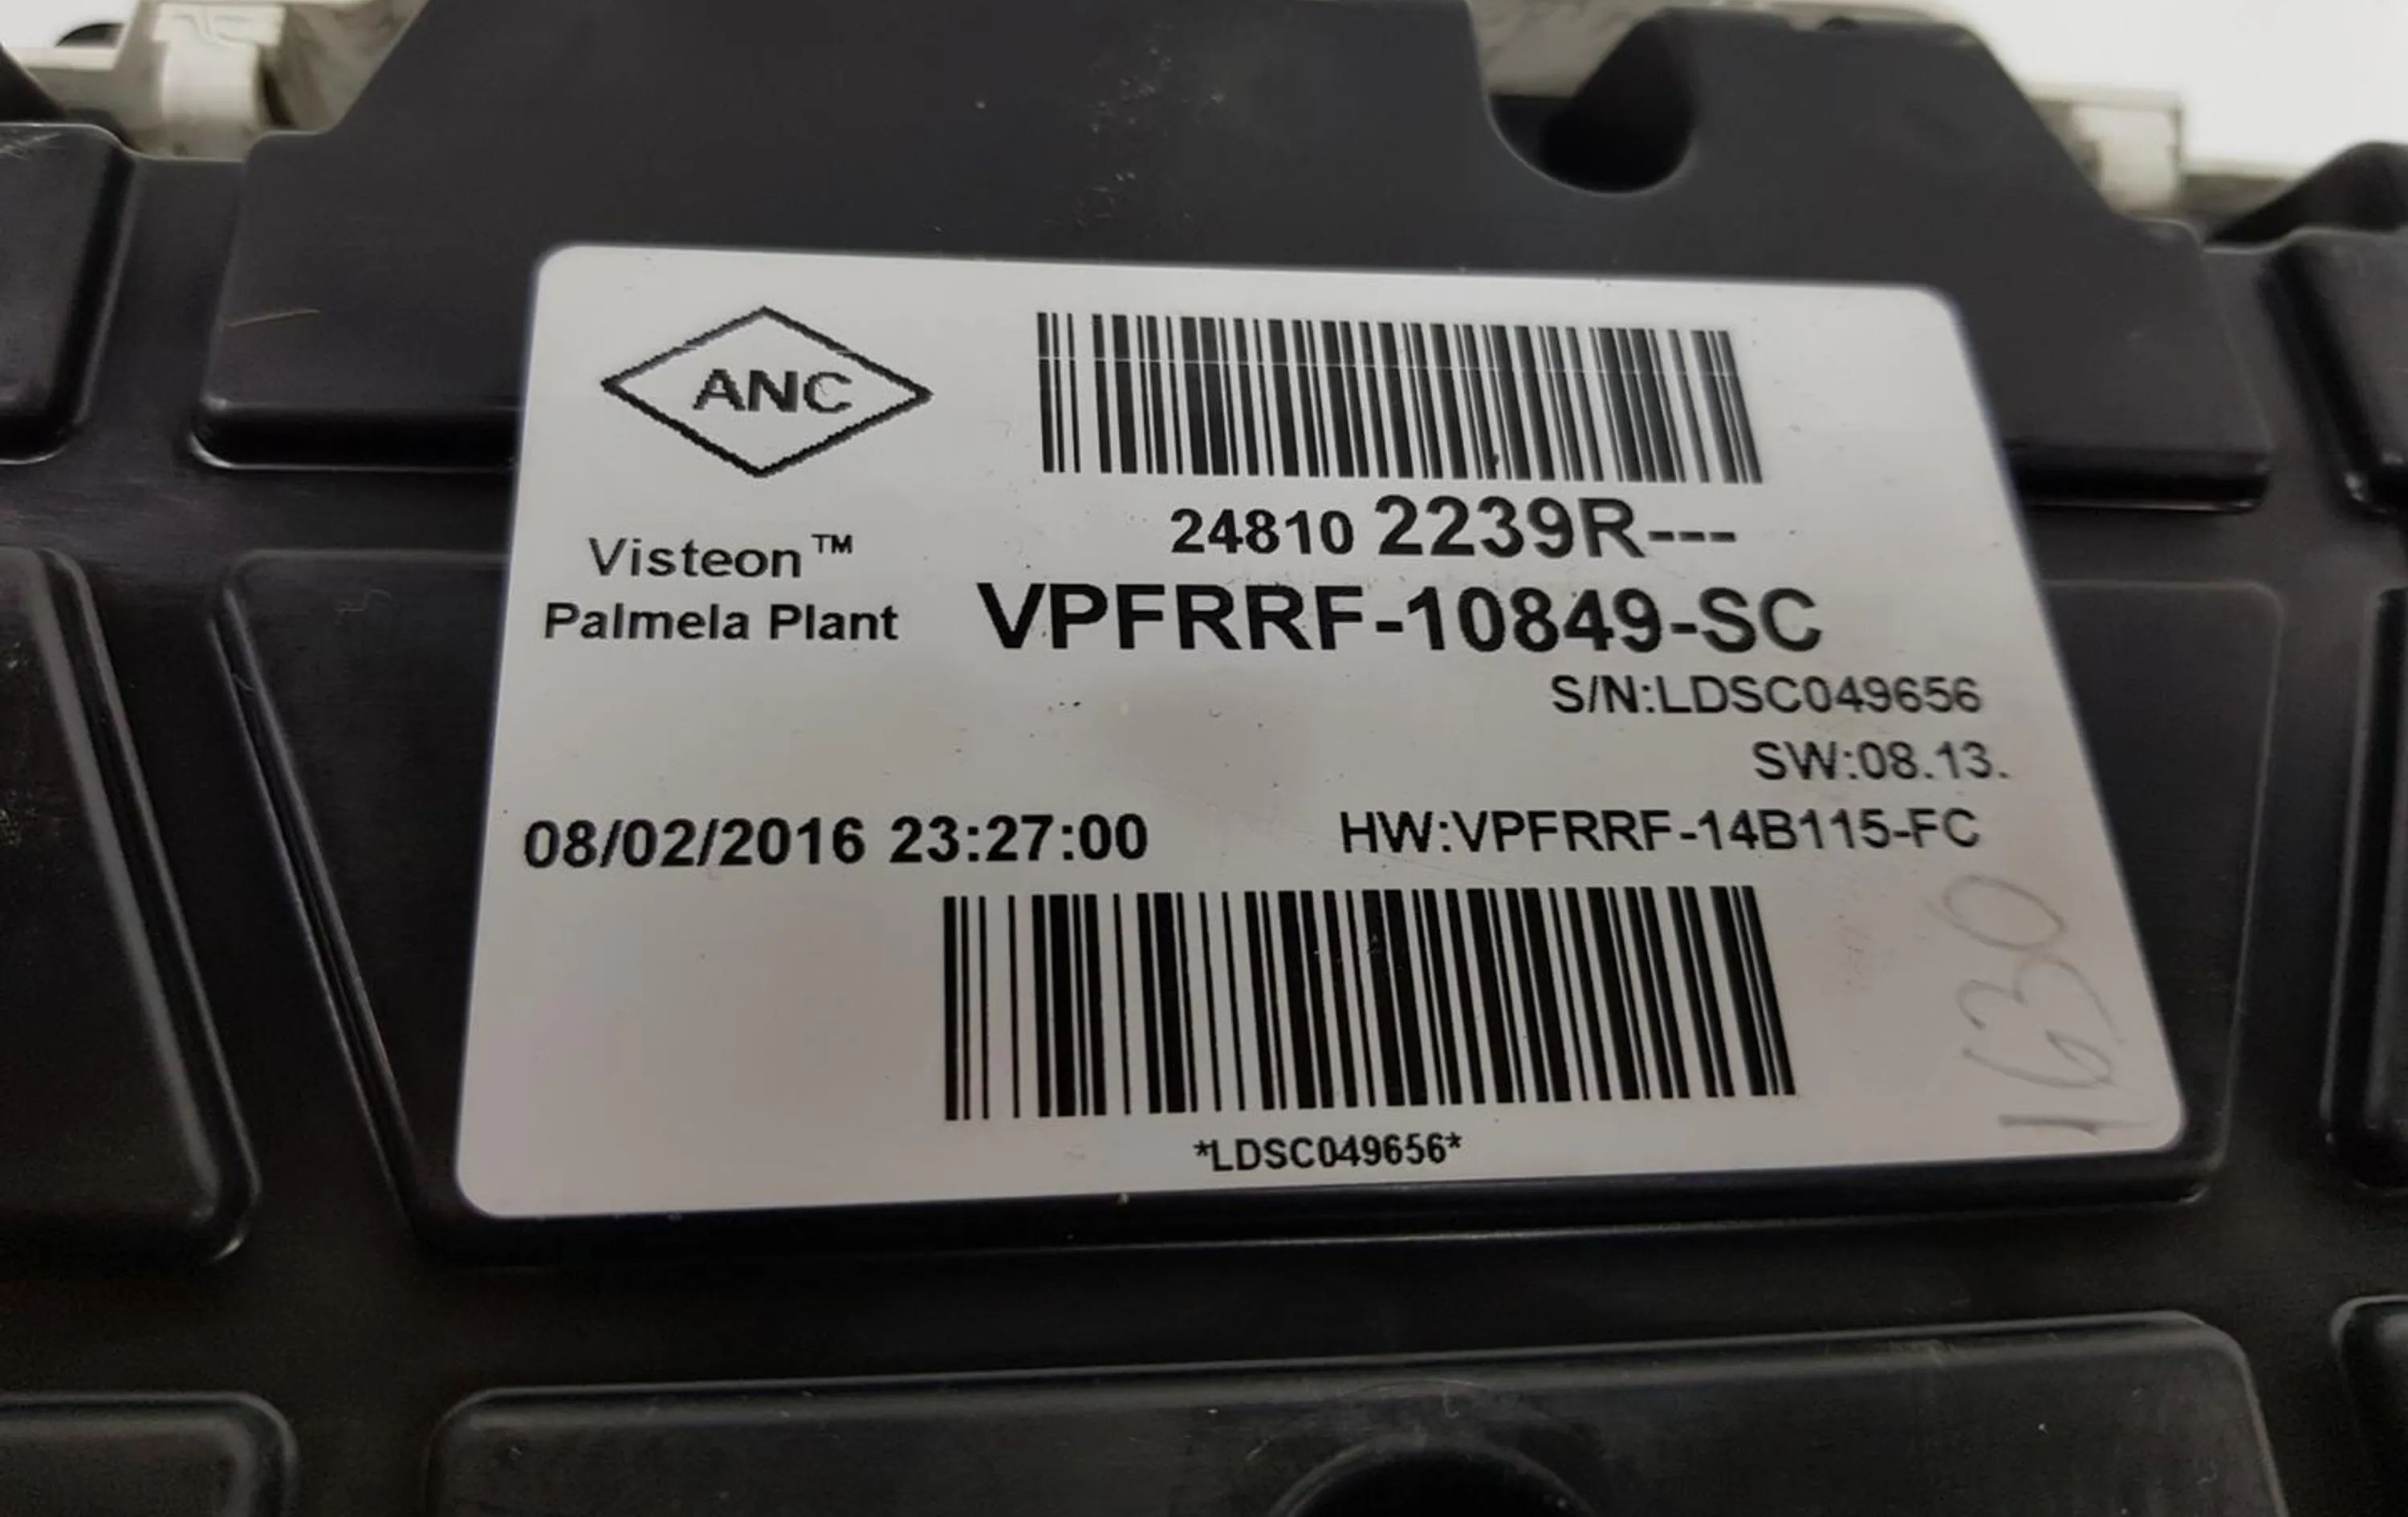 ANC
24810 2239R---
Visteon™
Palmela Plant
VPFRRF-10849-SC
S/N:LDSC049656
SW:08.13.
08/02/2016 23:27:00
HW:VPFRRF-14B115-FC
1630
*LDSC049656*